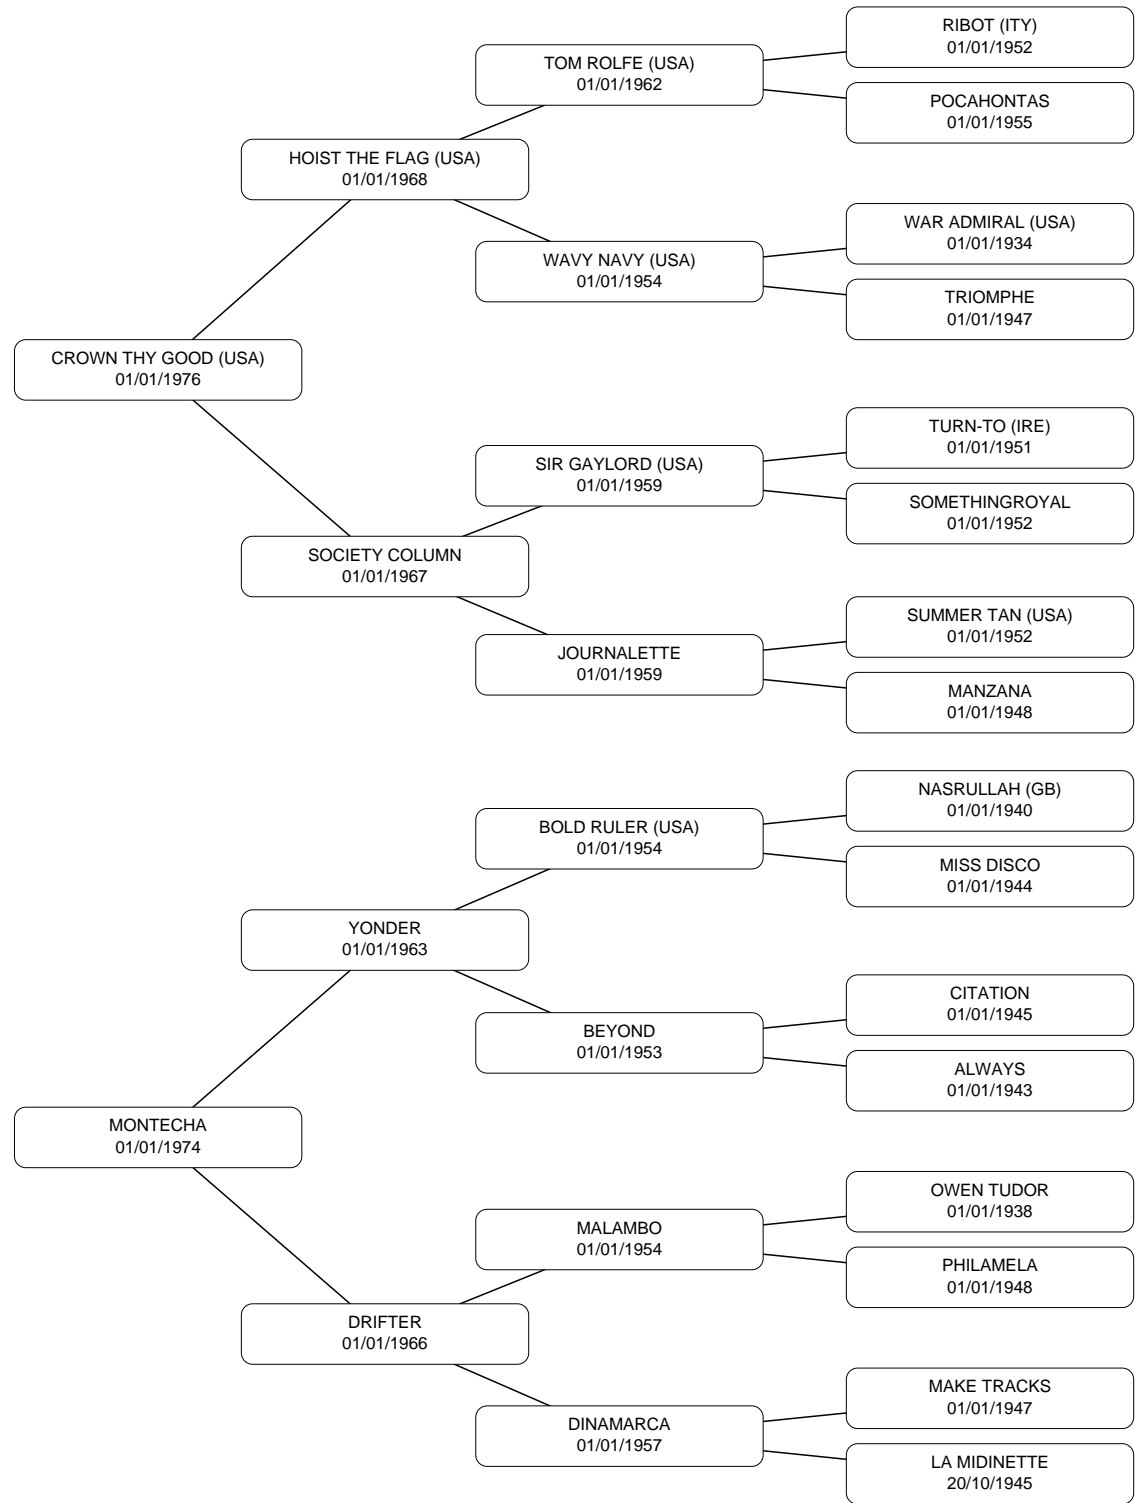 RIBOT (ITY)
01/01/1952
TOM ROLFE (USA)
01/01/1962
POCAHONTAS
01/01/1955
HOIST THE FLAG (USA)
01/01/1968
WAR ADMIRAL (USA)
01/01/1934
WAVY NAVY (USA)
01/01/1954
TRIOMPHE
01/01/1947
CROWN THY GOOD (USA)
01/01/1976
TURN-TO (IRE)
01/01/1951
SIR GAYLORD (USA)
01/01/1959
SOMETHINGROYAL
01/01/1952
SOCIETY COLUMN
01/01/1967
SUMMER TAN (USA)
01/01/1952
JOURNALETTE
01/01/1959
MANZANA
01/01/1948
NASRULLAH (GB)
01/01/1940
BOLD RULER (USA)
01/01/1954
MISS DISCO
01/01/1944
YONDER
01/01/1963
CITATION
01/01/1945
BEYOND
01/01/1953
ALWAYS
01/01/1943
MONTECHA
01/01/1974
OWEN TUDOR
01/01/1938
MALAMBO
01/01/1954
PHILAMELA
01/01/1948
DRIFTER
01/01/1966
MAKE TRACKS
01/01/1947
DINAMARCA
01/01/1957
LA MIDINETTE
20/10/1945